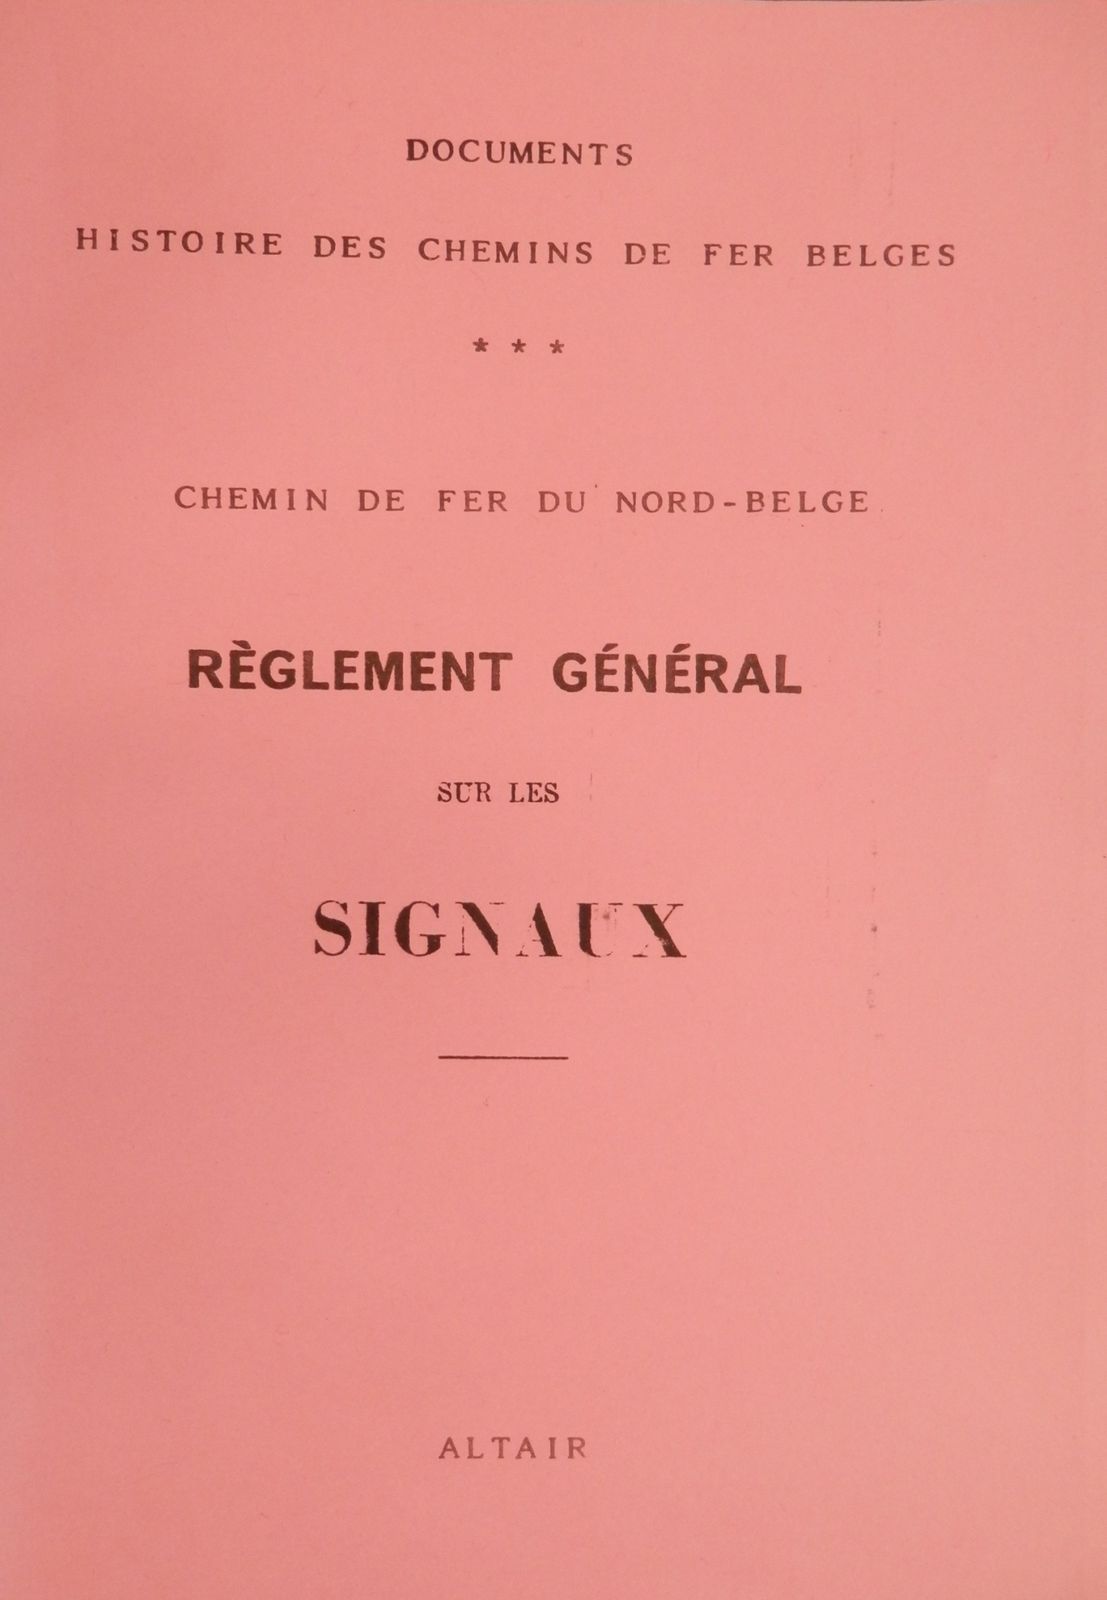 DOCUMENTS
HISTOIRE DES CHEMINS DE FER BELGES
* * *
CHEMIN DE FER DU NORD-BELGE
RÈGLEMENT GÉNÉRAL
SUR LES
SIGNAUX
ALTAIR